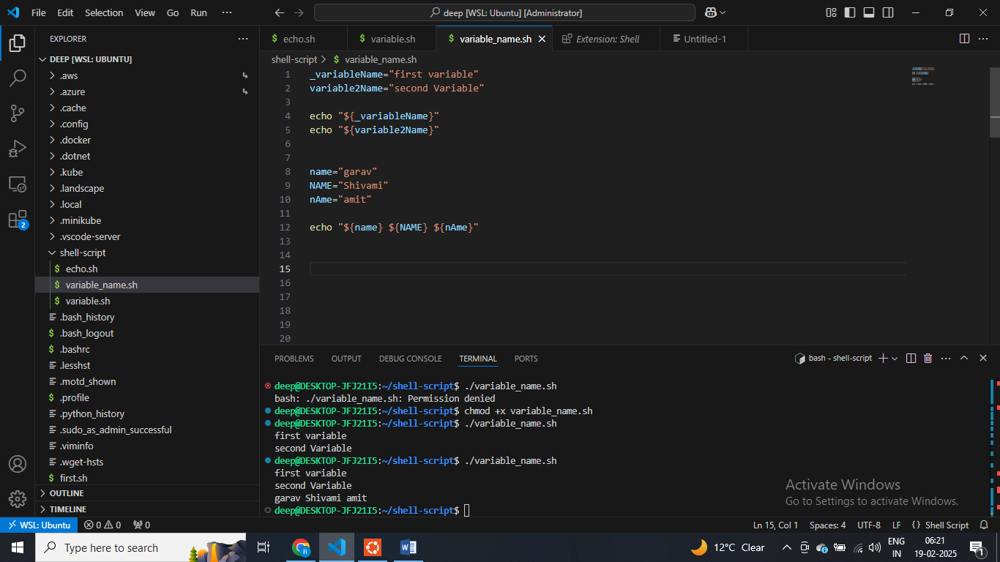 File Edit Selection View Go Run ··· deep [WSL: Ubuntu] [Administrator]
EXPLORER ···
DEEP [WSL: UBUNTU]
.aws
.azure
.cache
.config
.docker
.dotnet
.kube
.landscape
.local
.minikube
.vscode-server
shell-script
$ echo.sh
$ variable_name.sh
$ variable.sh
.bash_history
$ .bash_logout
$ .bashrc
.lesshst
.motd_shown
$ .profile
.python_history
.sudo_as_admin_successful
.viminfo
.wget-hsts
$ first.sh
OUTLINE
TIMELINE
2
$ echo.sh $ variable.sh $ variable_name.sh Extension: Shell Untitled-1
shell-script > $ variable_name.sh
1 _variableName="first variable"
2 variable2Name="second Variable"
3
4 echo "${_variableName}"
5 echo "${variable2Name}"
6
7
8 name="garav"
9 NAME="Shivami"
10 nAme="amit"
11
12 echo "${name} ${NAME} ${nAme}"
13
14
15
16
17
18
19
20
PROBLEMS OUTPUT DEBUG CONSOLE TERMINAL PORTS bash - shell-script
deep@DESKTOP-JFJ21I5:~/shell-script$ ./variable_name.sh
bash: ./variable_name.sh: Permission denied
deep@DESKTOP-JFJ21I5:~/shell-script$ chmod +x variable_name.sh
deep@DESKTOP-JFJ21I5:~/shell-script$ ./variable_name.sh
first variable
second Variable
deep@DESKTOP-JFJ21I5:~/shell-script$ ./variable_name.sh
first variable
second Variable
garav Shivami amit
deep@DESKTOP-JFJ21I5:~/shell-script$
Activate Windows
Go to Settings to activate Windows.
WSL: Ubuntu 0 0 0 Ln 15, Col 1 Spaces: 4 UTF-8 LF {} Shell Script
Type here to search 12°C Clear ENG IN 06:21 19-02-2025 1